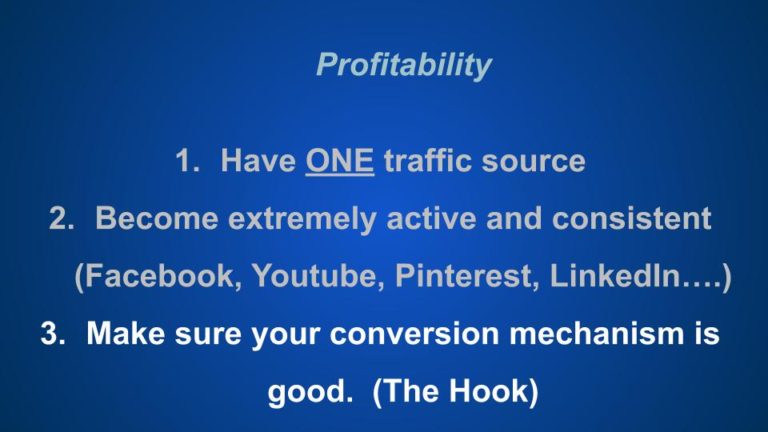 Profitability
1. Have ONE traffic source
2. Become extremely active and consistent
(Facebook, Youtube, Pinterest, LinkedIn….)
3. Make sure your conversion mechanism is
good. (The Hook)